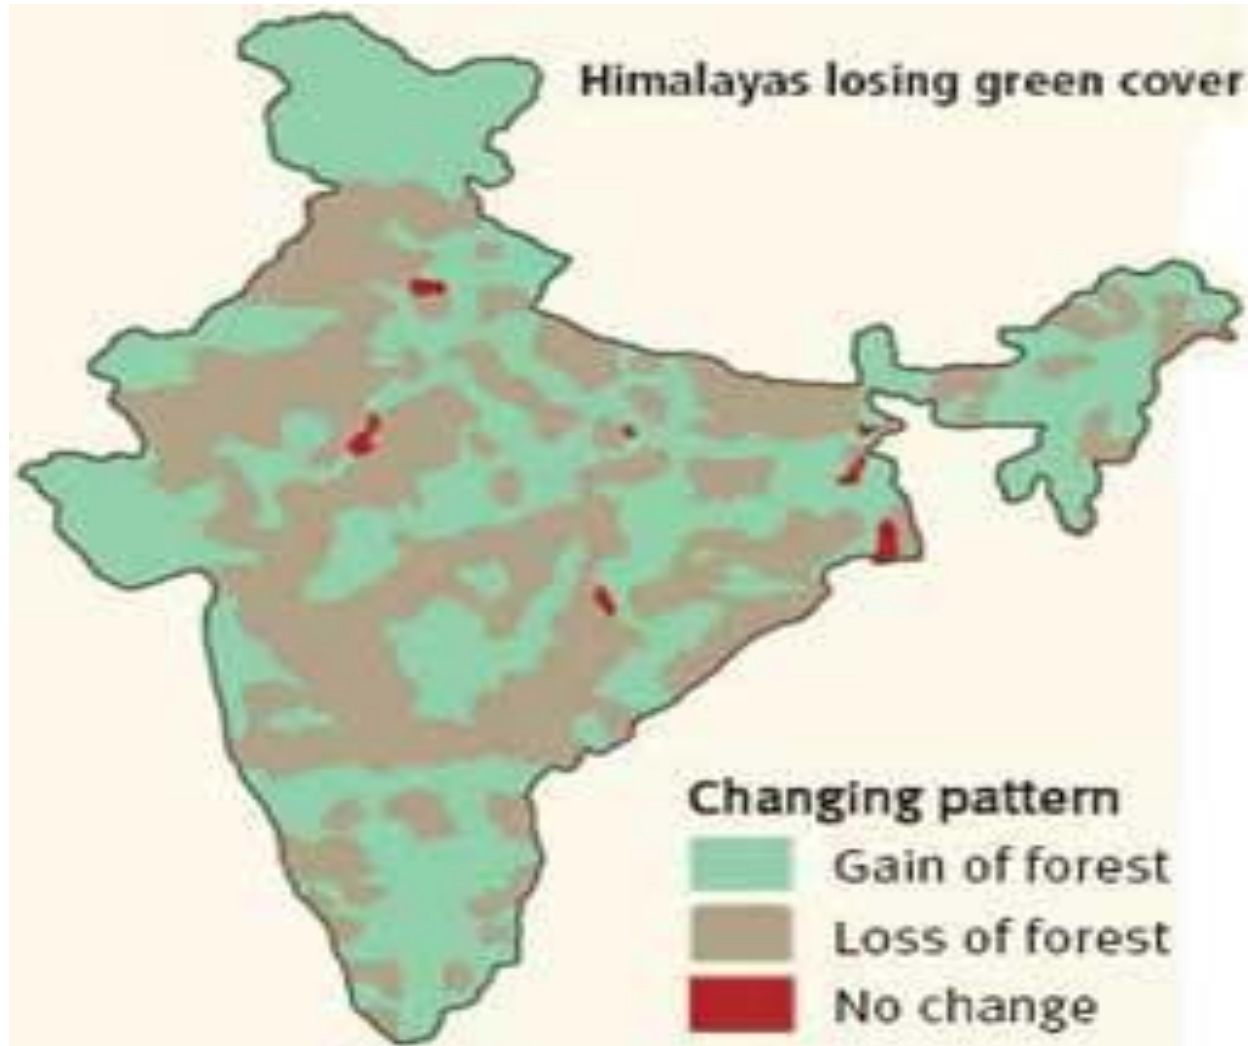 Himalayas losing green cover
Changing pattern
Gain of forest
Loss of forest
No change